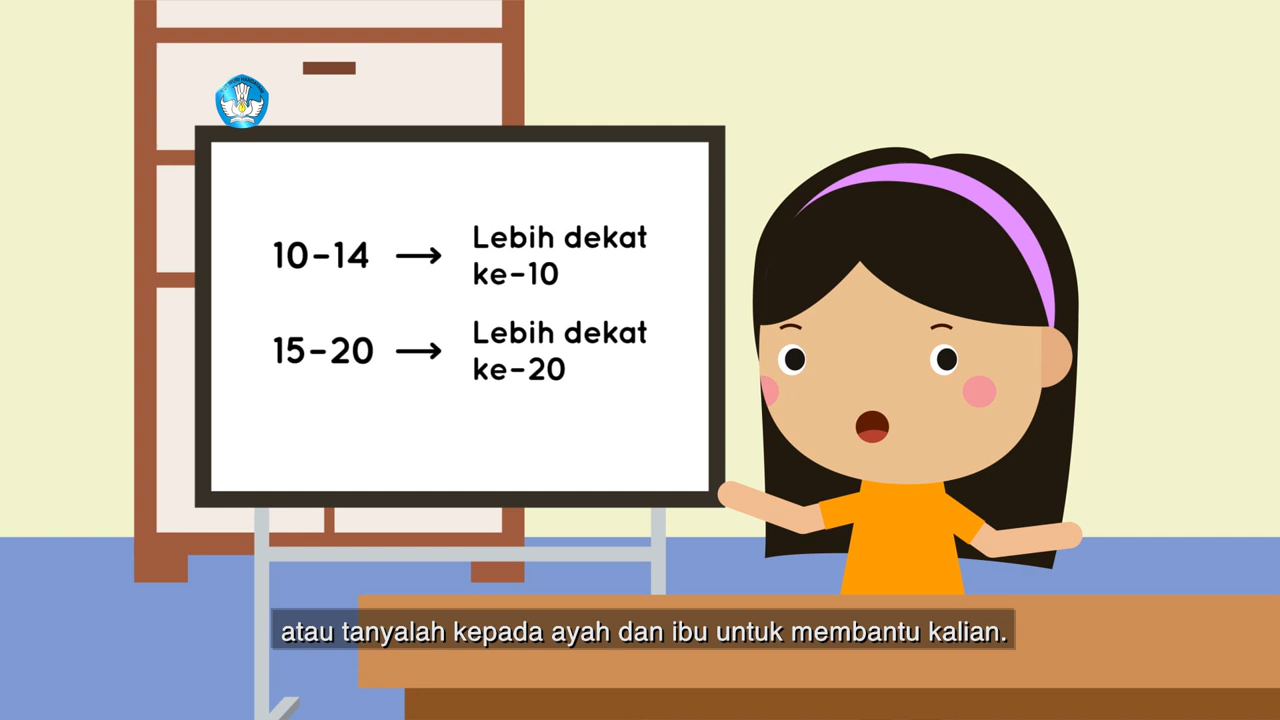 10-14 → Lebih dekat
ke-10
15-20 → Lebih dekat
ke-20
atau tanyalah kepada ayah dan ibu untuk membantu kalian.